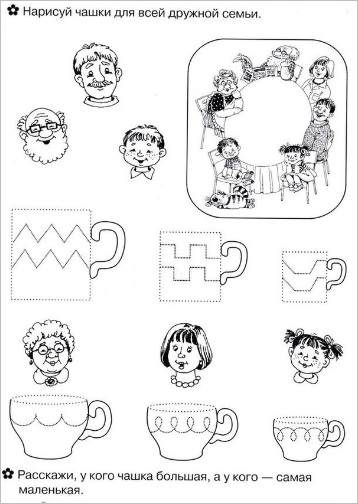 Нарисуй чашки для всей дружной семьи.
Расскажи, у кого чашка большая, а у кого — самая
маленькая.